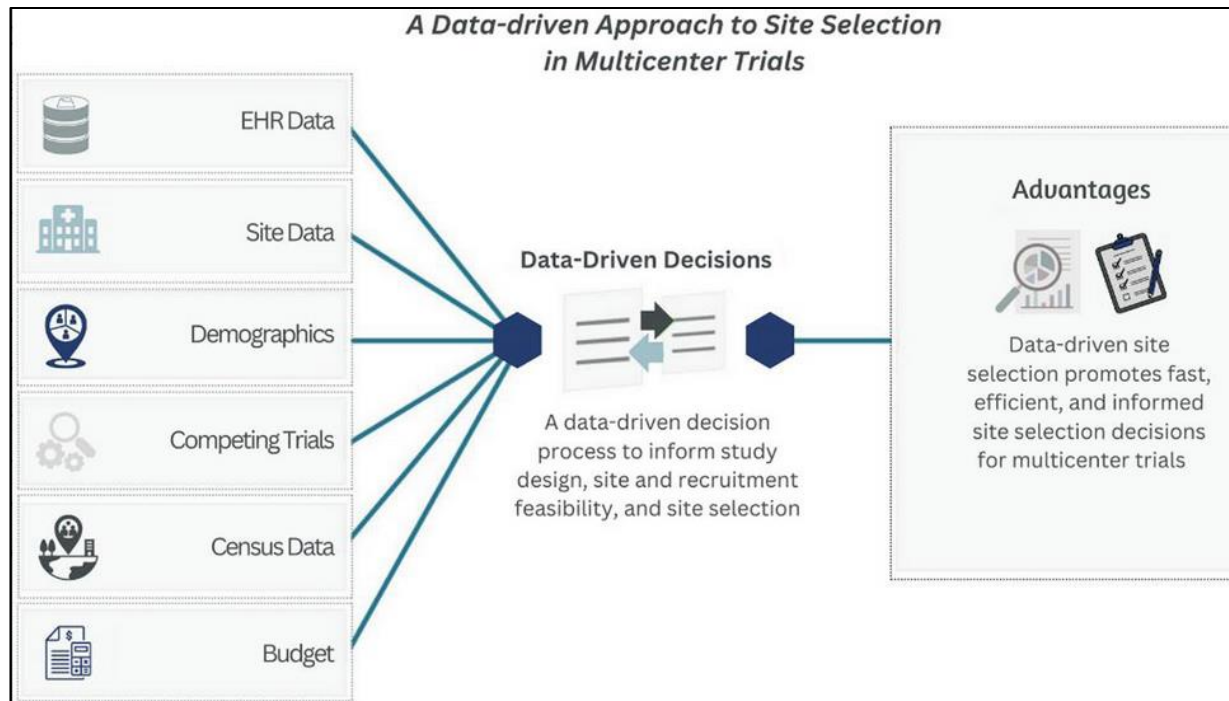 A Data-driven Approach to Site Selection
in Multicenter Trials
EHR Data
Site Data
Demographics
Competing Trials
Census Data
Budget
Data-Driven Decisions
A data-driven decision
process to inform study
design, site and recruitment
feasibility, and site selection
Advantages
Data-driven site
selection promotes fast,
efficient, and informed
site selection decisions
for multicenter trials